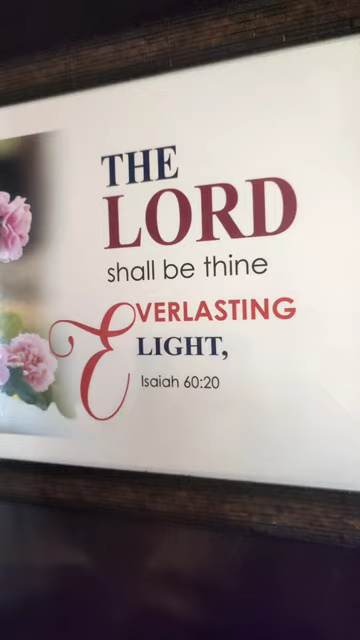 THE
LORD
shall be thine
EVERLASTING
LIGHT,
Isaiah 60:20